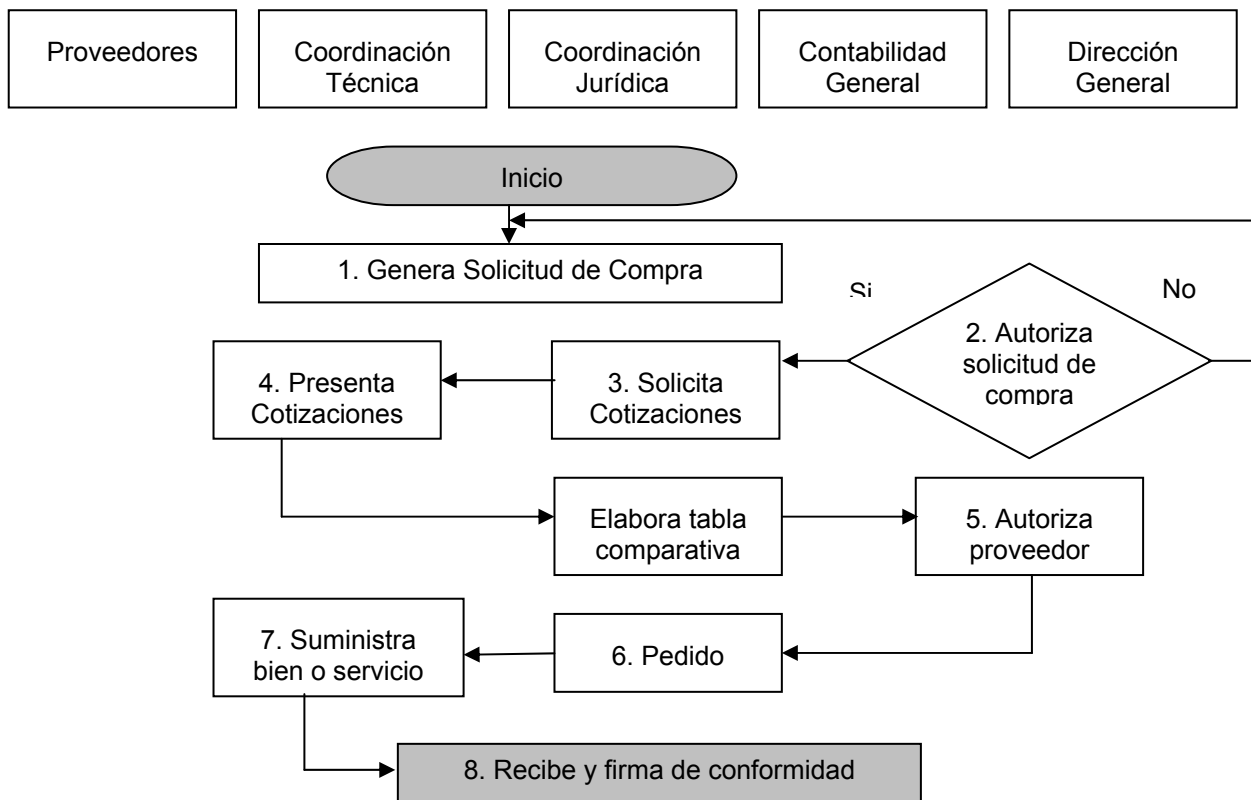 Proveedores
Coordinación
Técnica
Coordinación
Jurídica
Contabilidad
General
Dirección
General
Inicio
1. Genera Solicitud de Compra
Si
No
2. Autoriza
solicitud de
compra
3. Solicita
Cotizaciones
4. Presenta
Cotizaciones
Elabora tabla
comparativa
5. Autoriza
proveedor
6. Pedido
7. Suministra
bien o servicio
8. Recibe y firma de conformidad